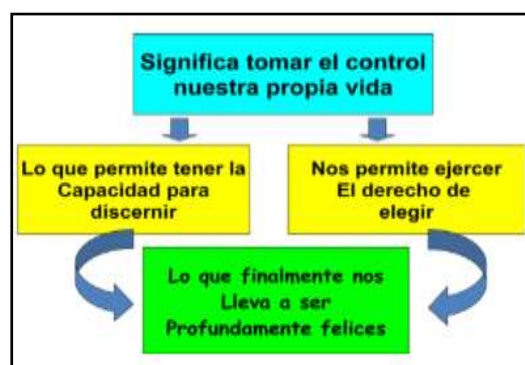 Significa tomar el control
nuestra propia vida
Lo que permite tener la
Capacidad para
discernir
Nos permite ejercer
El derecho de
elegir
Lo que finalmente nos
Lleva a ser
Profundamente felices